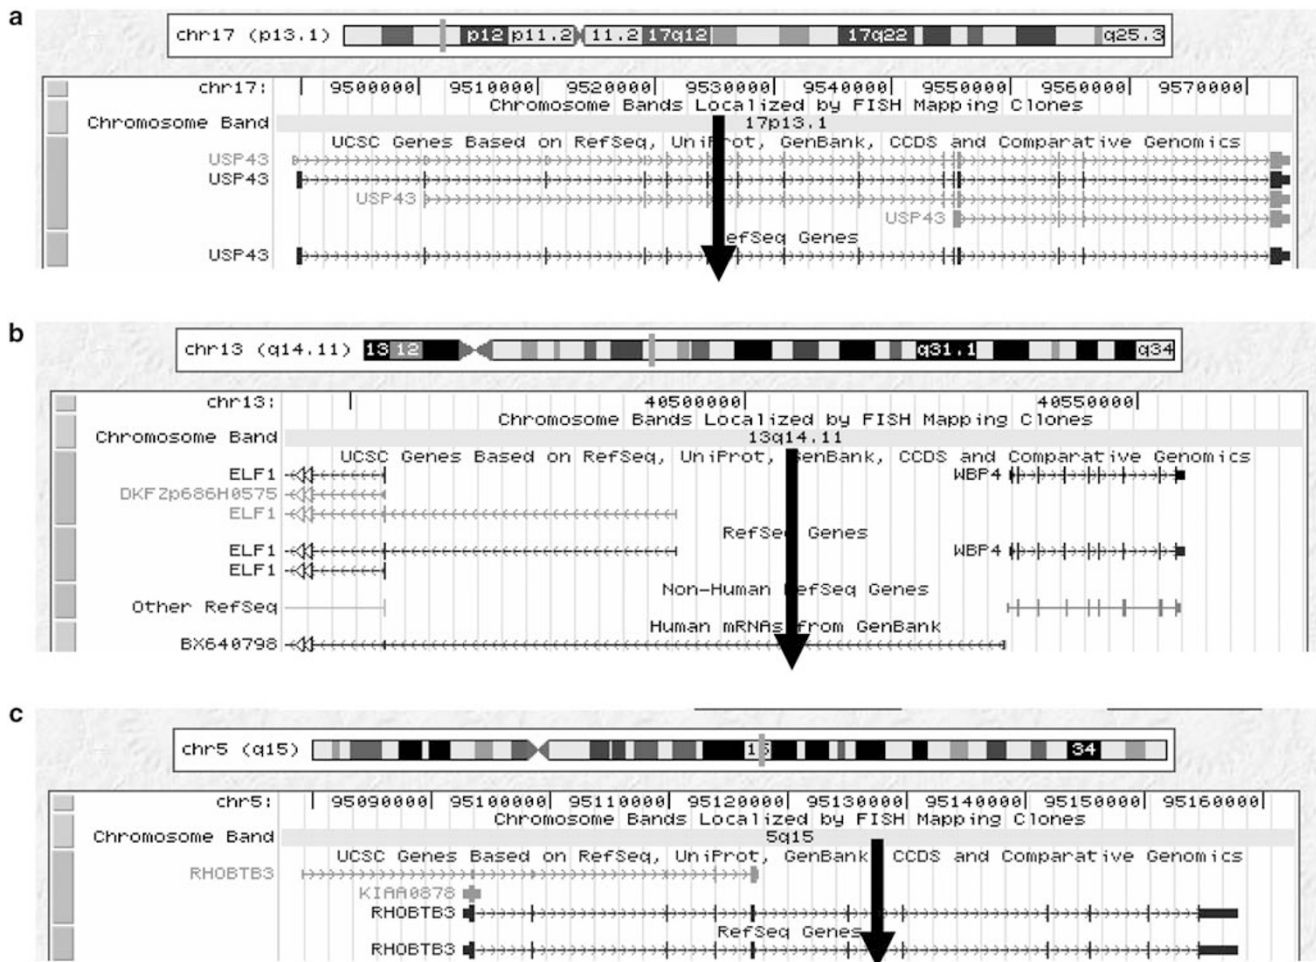 a
chr17 (p13.1) p12 p11.2 11.2 17q12 17q22 q25.3
chr17: 9500000 9510000 9520000 9530000 9540000 9550000 9560000 9570000
Chromosome Bands Localized by FISH Mapping Clones
Chromosome Band 17p13.1
UCSC Genes Based on RefSeq, UniProt, GenBank, CCDS and Comparative Genomics
USP43
USP43
USP43
USP43
efSeq Genes
USP43
b
chr13 (q14.11) 13 12 q31.1 q34
chr13: 40500000 40550000
Chromosome Bands Localized by FISH Mapping Clones
Chromosome Band 13q14.11
UCSC Genes Based on RefSeq, UniProt, GenBank, CCDS and Comparative Genomics
ELF1 WBP4
DKFZp686H0575
ELF1
RefSeq Genes
ELF1 WBP4
ELF1
Non-Human RefSeq Genes
Other RefSeq
Human mRNAs from GenBank
BX640798
c
chr5 (q15) 15 34
chr5: 95090000 95100000 95110000 95120000 95130000 95140000 95150000 95160000
Chromosome Bands Localized by FISH Mapping Clones
Chromosome Band 5q15
UCSC Genes Based on RefSeq, UniProt, GenBank CCDS and Comparative Genomics
RHOBTB3
KIAA0878
RHOBTB3
RefSeq Genes
RHOBTB3